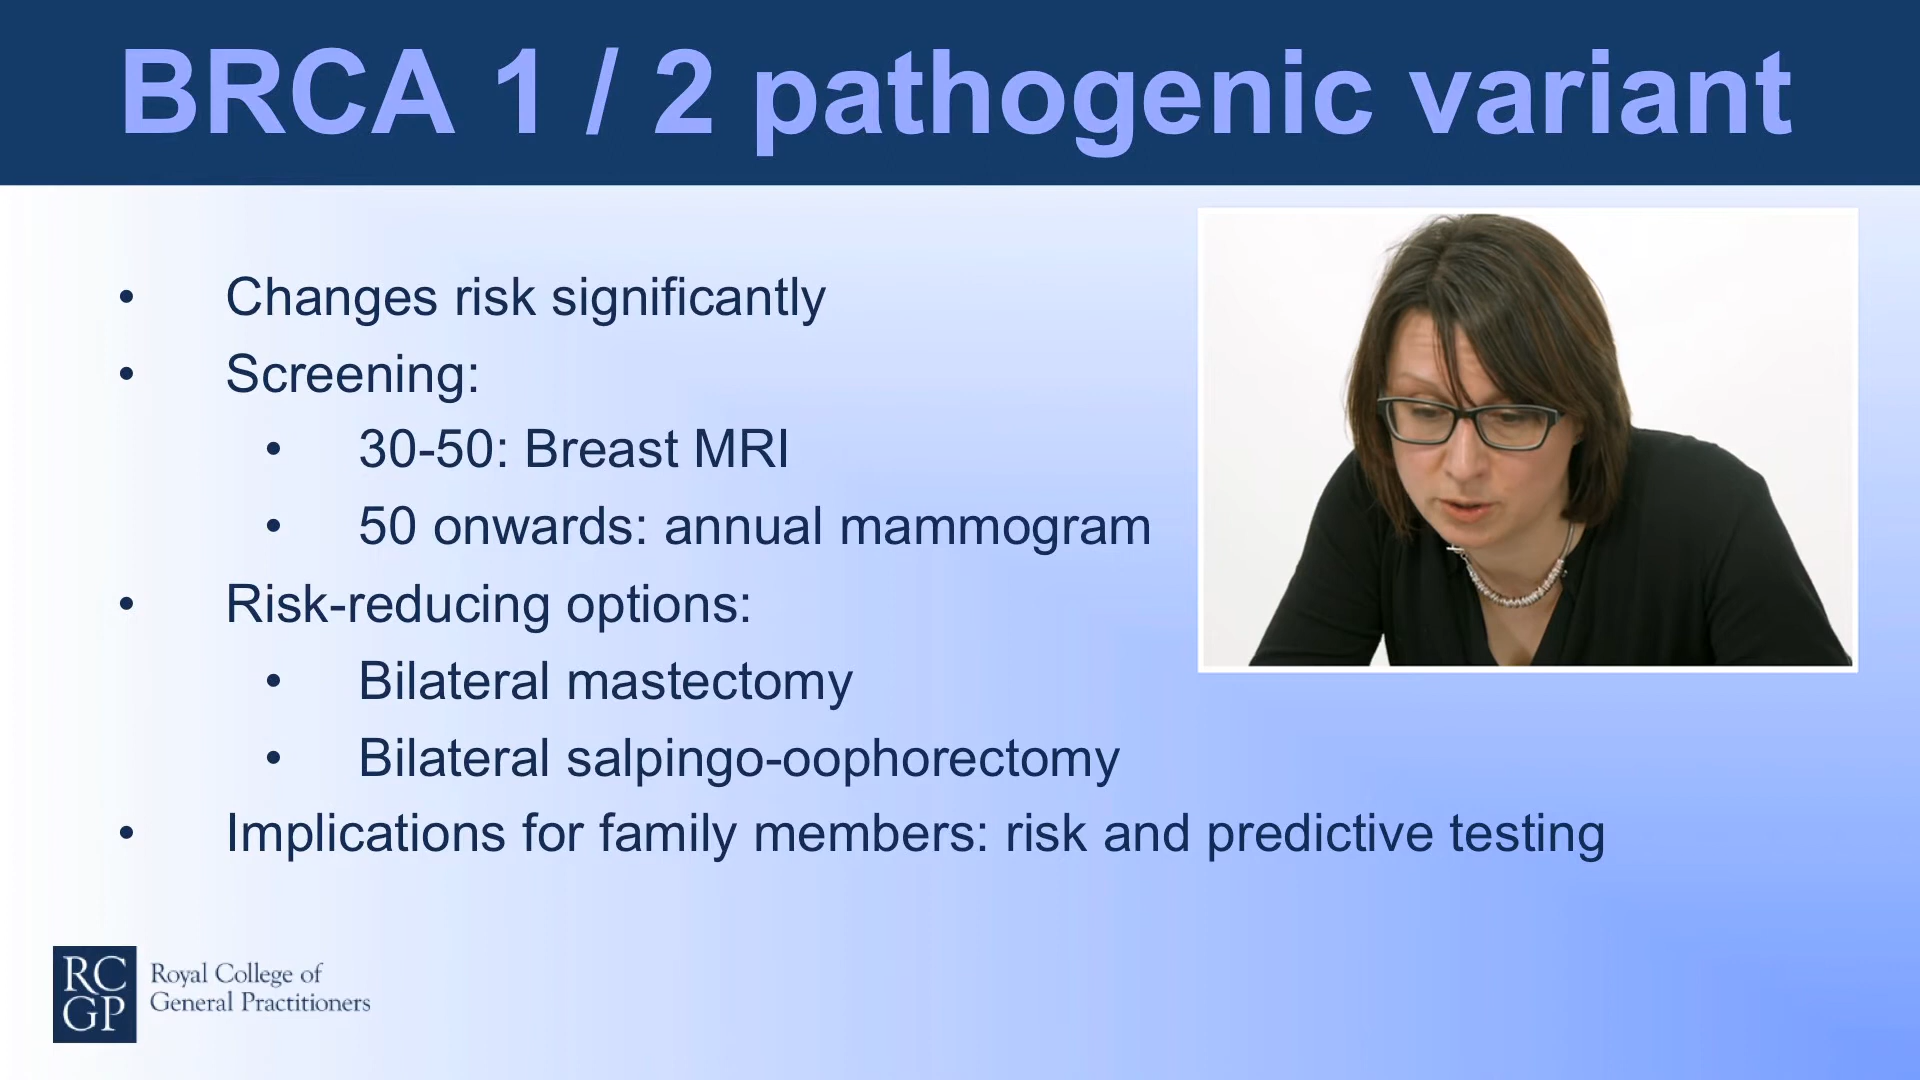 BRCA 1 / 2 pathogenic variant
• Changes risk significantly
• Screening:
• 30-50: Breast MRI
• 50 onwards: annual mammogram
• Risk-reducing options:
• Bilateral mastectomy
• Bilateral salpingo-oophorectomy
• Implications for family members: risk and predictive testing
RC
GP
Royal College of
General Practitioners